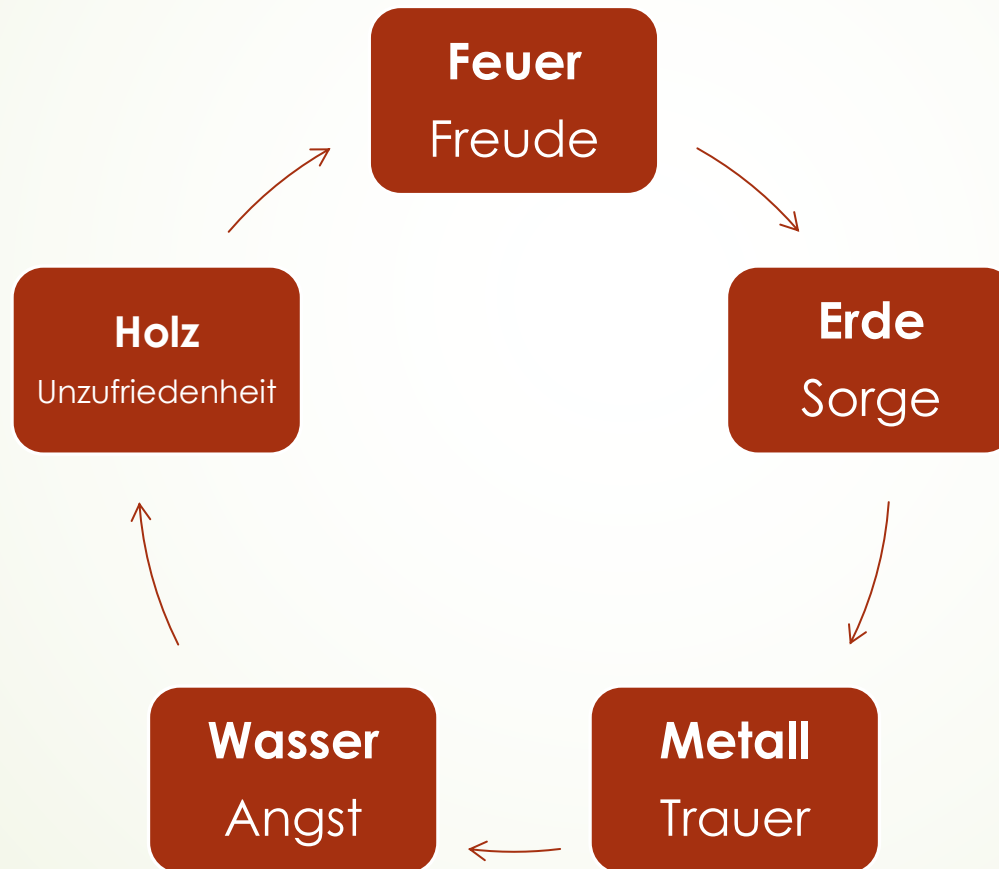 Feuer
Freude
Erde
Sorge
Metall
Trauer
Wasser
Angst
Holz
Unzufriedenheit